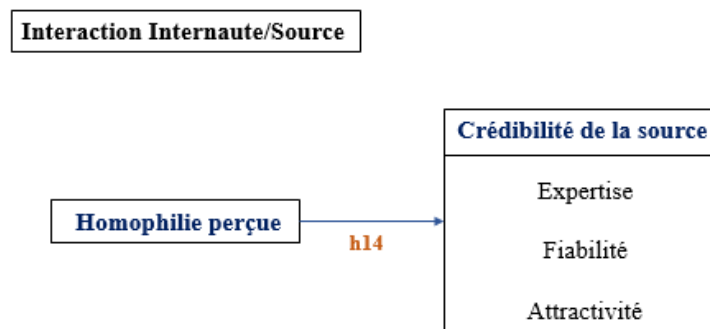 Interaction Internaute/Source
Crédibilité de la source
Expertise
Homophilie perçue
h14
Fiabilité
Attractivité